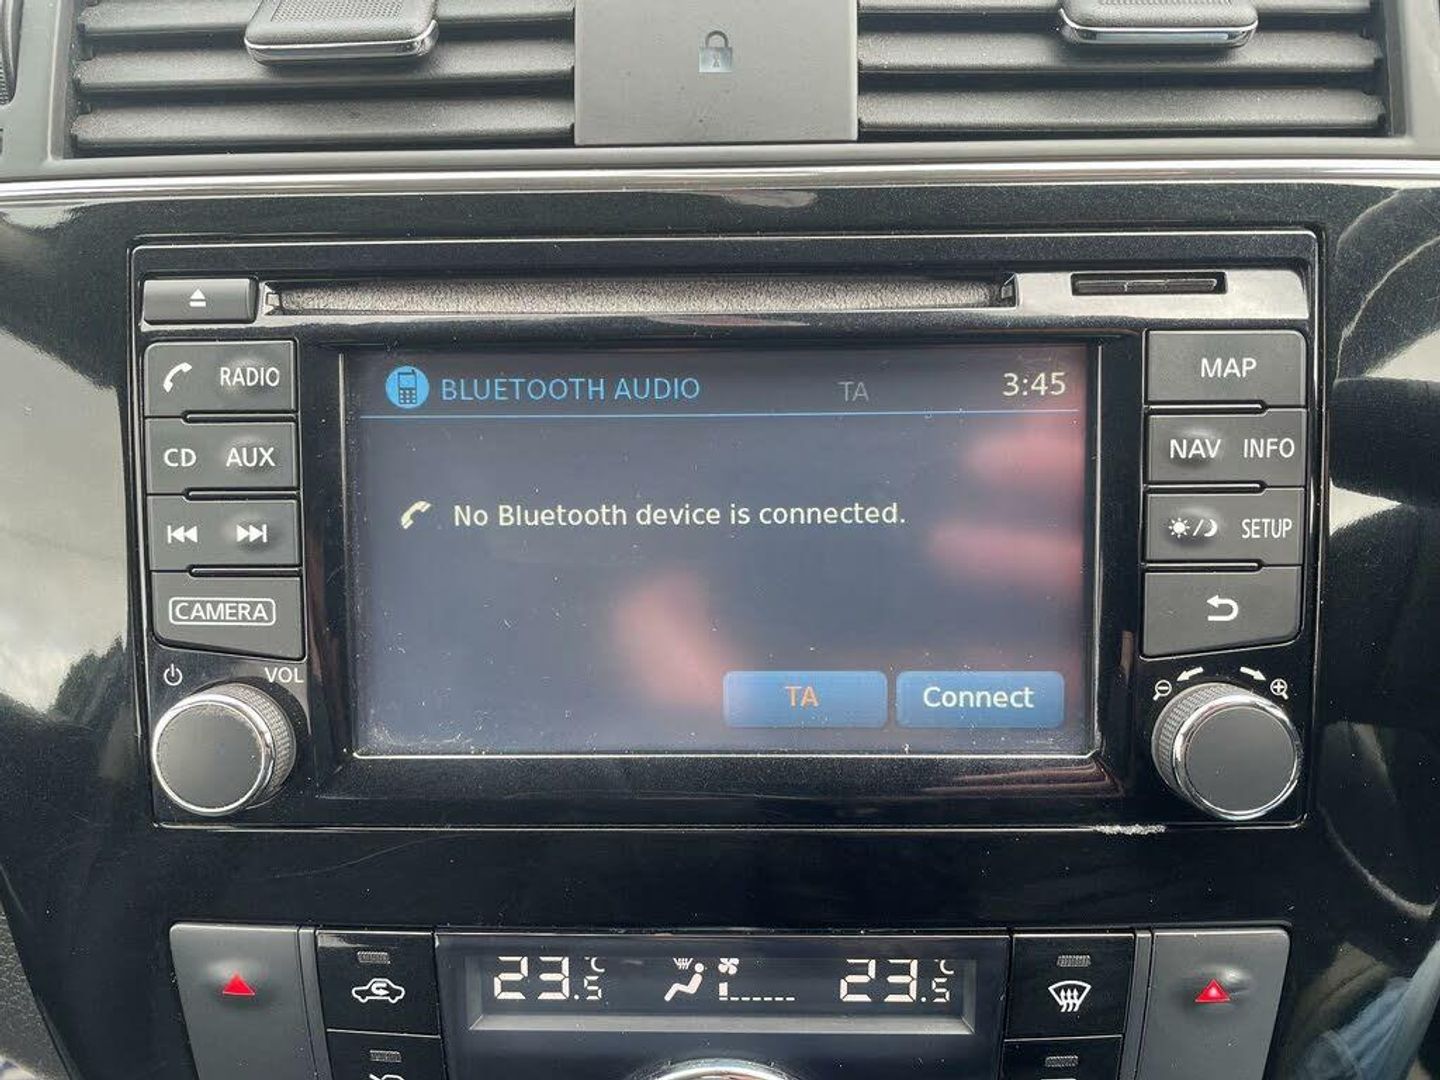 BLUETOOTH AUDIO TA 3:45
No Bluetooth device is connected.
TA Connect
RADIO
CD AUX
CAMERA
VOL
MAP
NAV INFO
SETUP
23.5°C 23.5°C